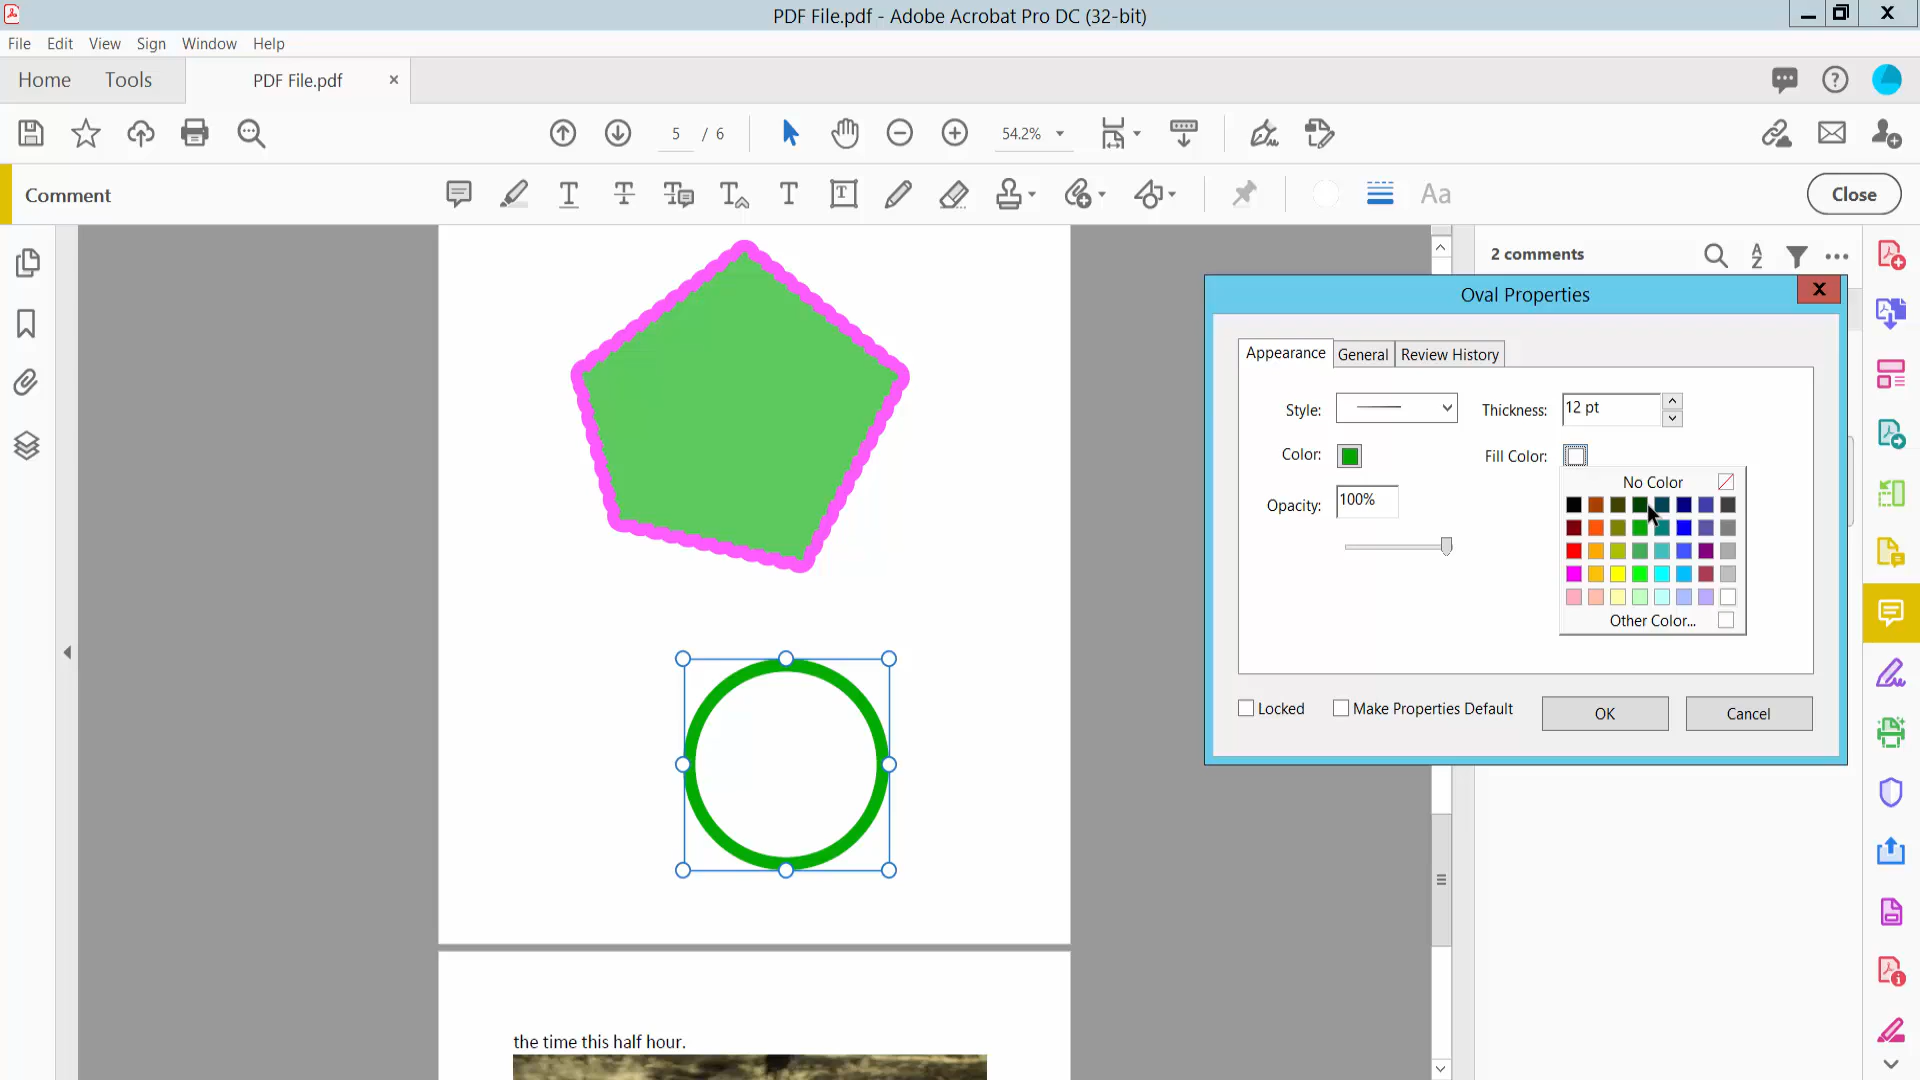 PDF File.pdf - Adobe Acrobat Pro DC (32-bit)
File Edit View Sign Window Help
Home Tools PDF File.pdf
5 / 6 54.2%
Comment
Aa
Close
2 comments
Oval Properties
Appearance General Review History
Style: Thickness: 12 pt
Color: Fill Color:
No Color
Opacity: 100%
Other Color...
Locked Make Properties Default OK Cancel
the time this half hour.